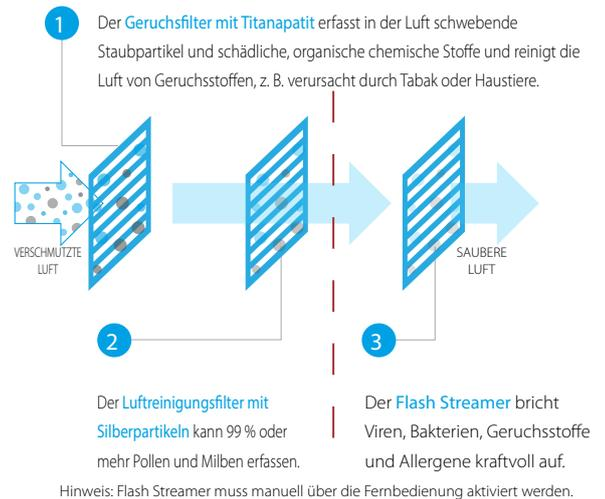 1
Der Geruchsfilter mit Titanapatit erfasst in der Luft schwebende
Staubpartikel und schädliche, organische chemische Stoffe und reinigt die
Luft von Geruchsstoffen, z. B. verursacht durch Tabak oder Haustiere.
VERSCHMUTZTE
LUFT
SAUBERE
LUFT
2
Der Luftreinigungsfilter mit
Silberpartikeln kann 99 % oder
mehr Pollen und Milben erfassen.
3
Der Flash Streamer bricht
Viren, Bakterien, Geruchsstoffe
und Allergene kraftvoll auf.
Hinweis: Flash Streamer muss manuell über die Fernbedienung aktiviert werden.